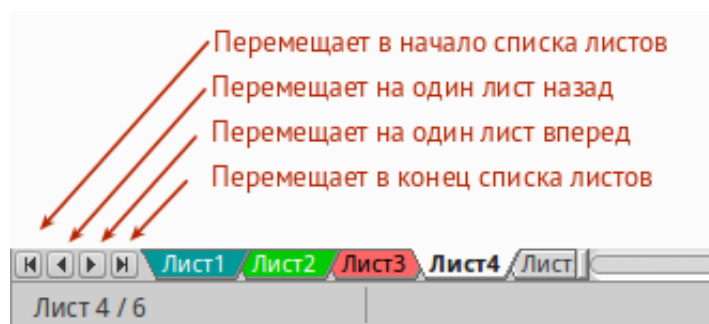 Перемещает в начало списка листов
Перемещает на один лист назад
Перемещает на один лист вперед
Перемещает в конец списка листов
Лист1 Лист2 Лист3 Лист4 Лист
Лист 4 / 6